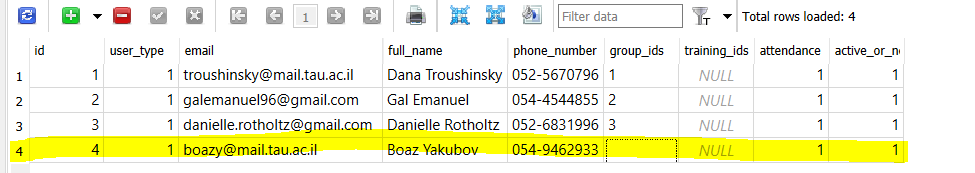 1 Filter data Total rows loaded: 4
id user_type email full_name phone_number group_ids training_ids attendance active_or_n
1 1 1 troushinsky@mail.tau.ac.il Dana Troushinsky 052-5670796 1 NULL 1 1
2 2 1 galemanuel96@gmail.com Gal Emanuel 054-4544855 2 NULL 1 1
3 3 1 danielle.rotholtz@gmail.com Danielle Rotholtz 052-6831996 3 NULL 1 1
4 4 1 boazy@mail.tau.ac.il Boaz Yakubov 054-9462933 NULL 1 1